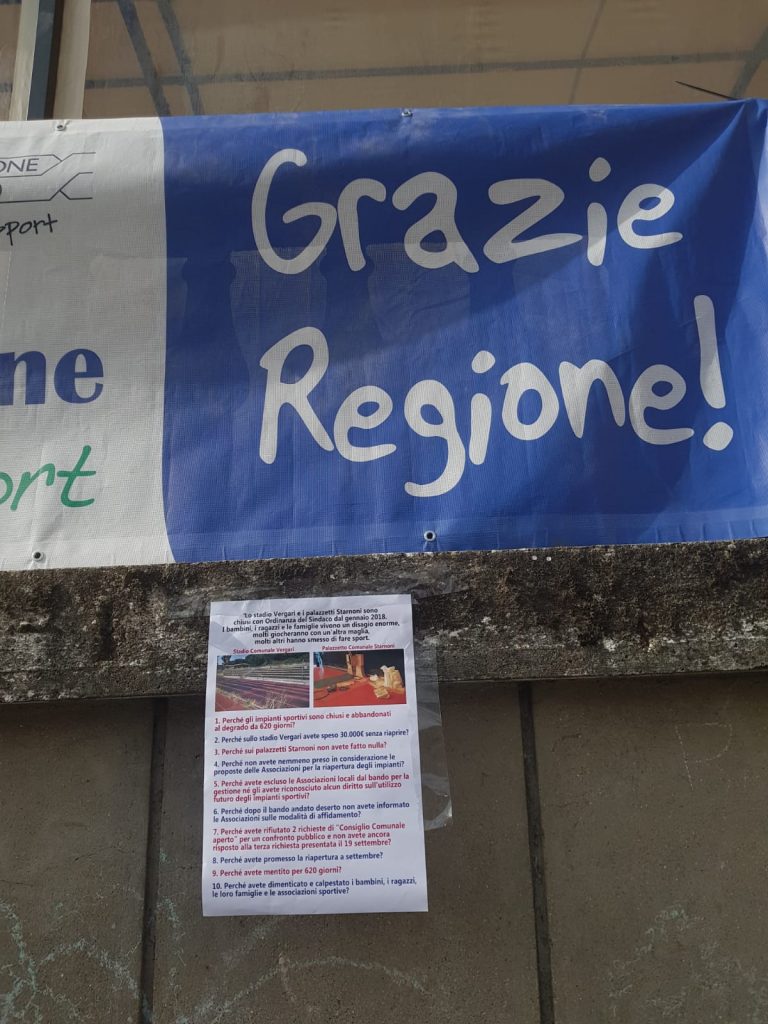 Grazie
Regione!
ONE
port
ne
ort
Lo stadio Vergari e i palazzetti Starnoni sono
chiusi con Ordinanza del Sindaco dal gennaio 2018.
I bambini, i ragazzi e le famiglie vivono un disagio enorme,
molti giocheranno con un'altra maglia,
molti altri hanno smesso di fare sport.
Stadio Comunale Vergari
Palazzetto Comunale Starnoni
1. Perché gli impianti sportivi sono chiusi e abbandonati
al degrado da 620 giorni?
2. Perché sullo stadio Vergari avete speso 30.000€ senza riaprire?
3. Perché sui palazzetti Starnoni non avete fatto nulla?
4. Perché non avete nemmeno preso in considerazione le
proposte delle Associazioni per la riapertura degli impianti?
5. Perché avete escluso le Associazioni locali dal bando per la
gestione né gli avete riconosciuto alcun diritto sull'utilizzo
futuro degli impianti sportivi?
6. Perché dopo il bando andato deserto non avete informato
le Associazioni sulle modalità di affidamento?
7. Perché avete rifiutato 2 richieste di "Consiglio Comunale
aperto" per un confronto pubblico e non avete ancora
risposto alla terza richiesta presentata il 19 settembre?
8. Perché avete promesso la riapertura a settembre?
9. Perché avete mentito per 620 giorni?
10. Perché avete dimenticato e calpestato i bambini, i ragazzi,
le loro famiglie e le associazioni sportive?